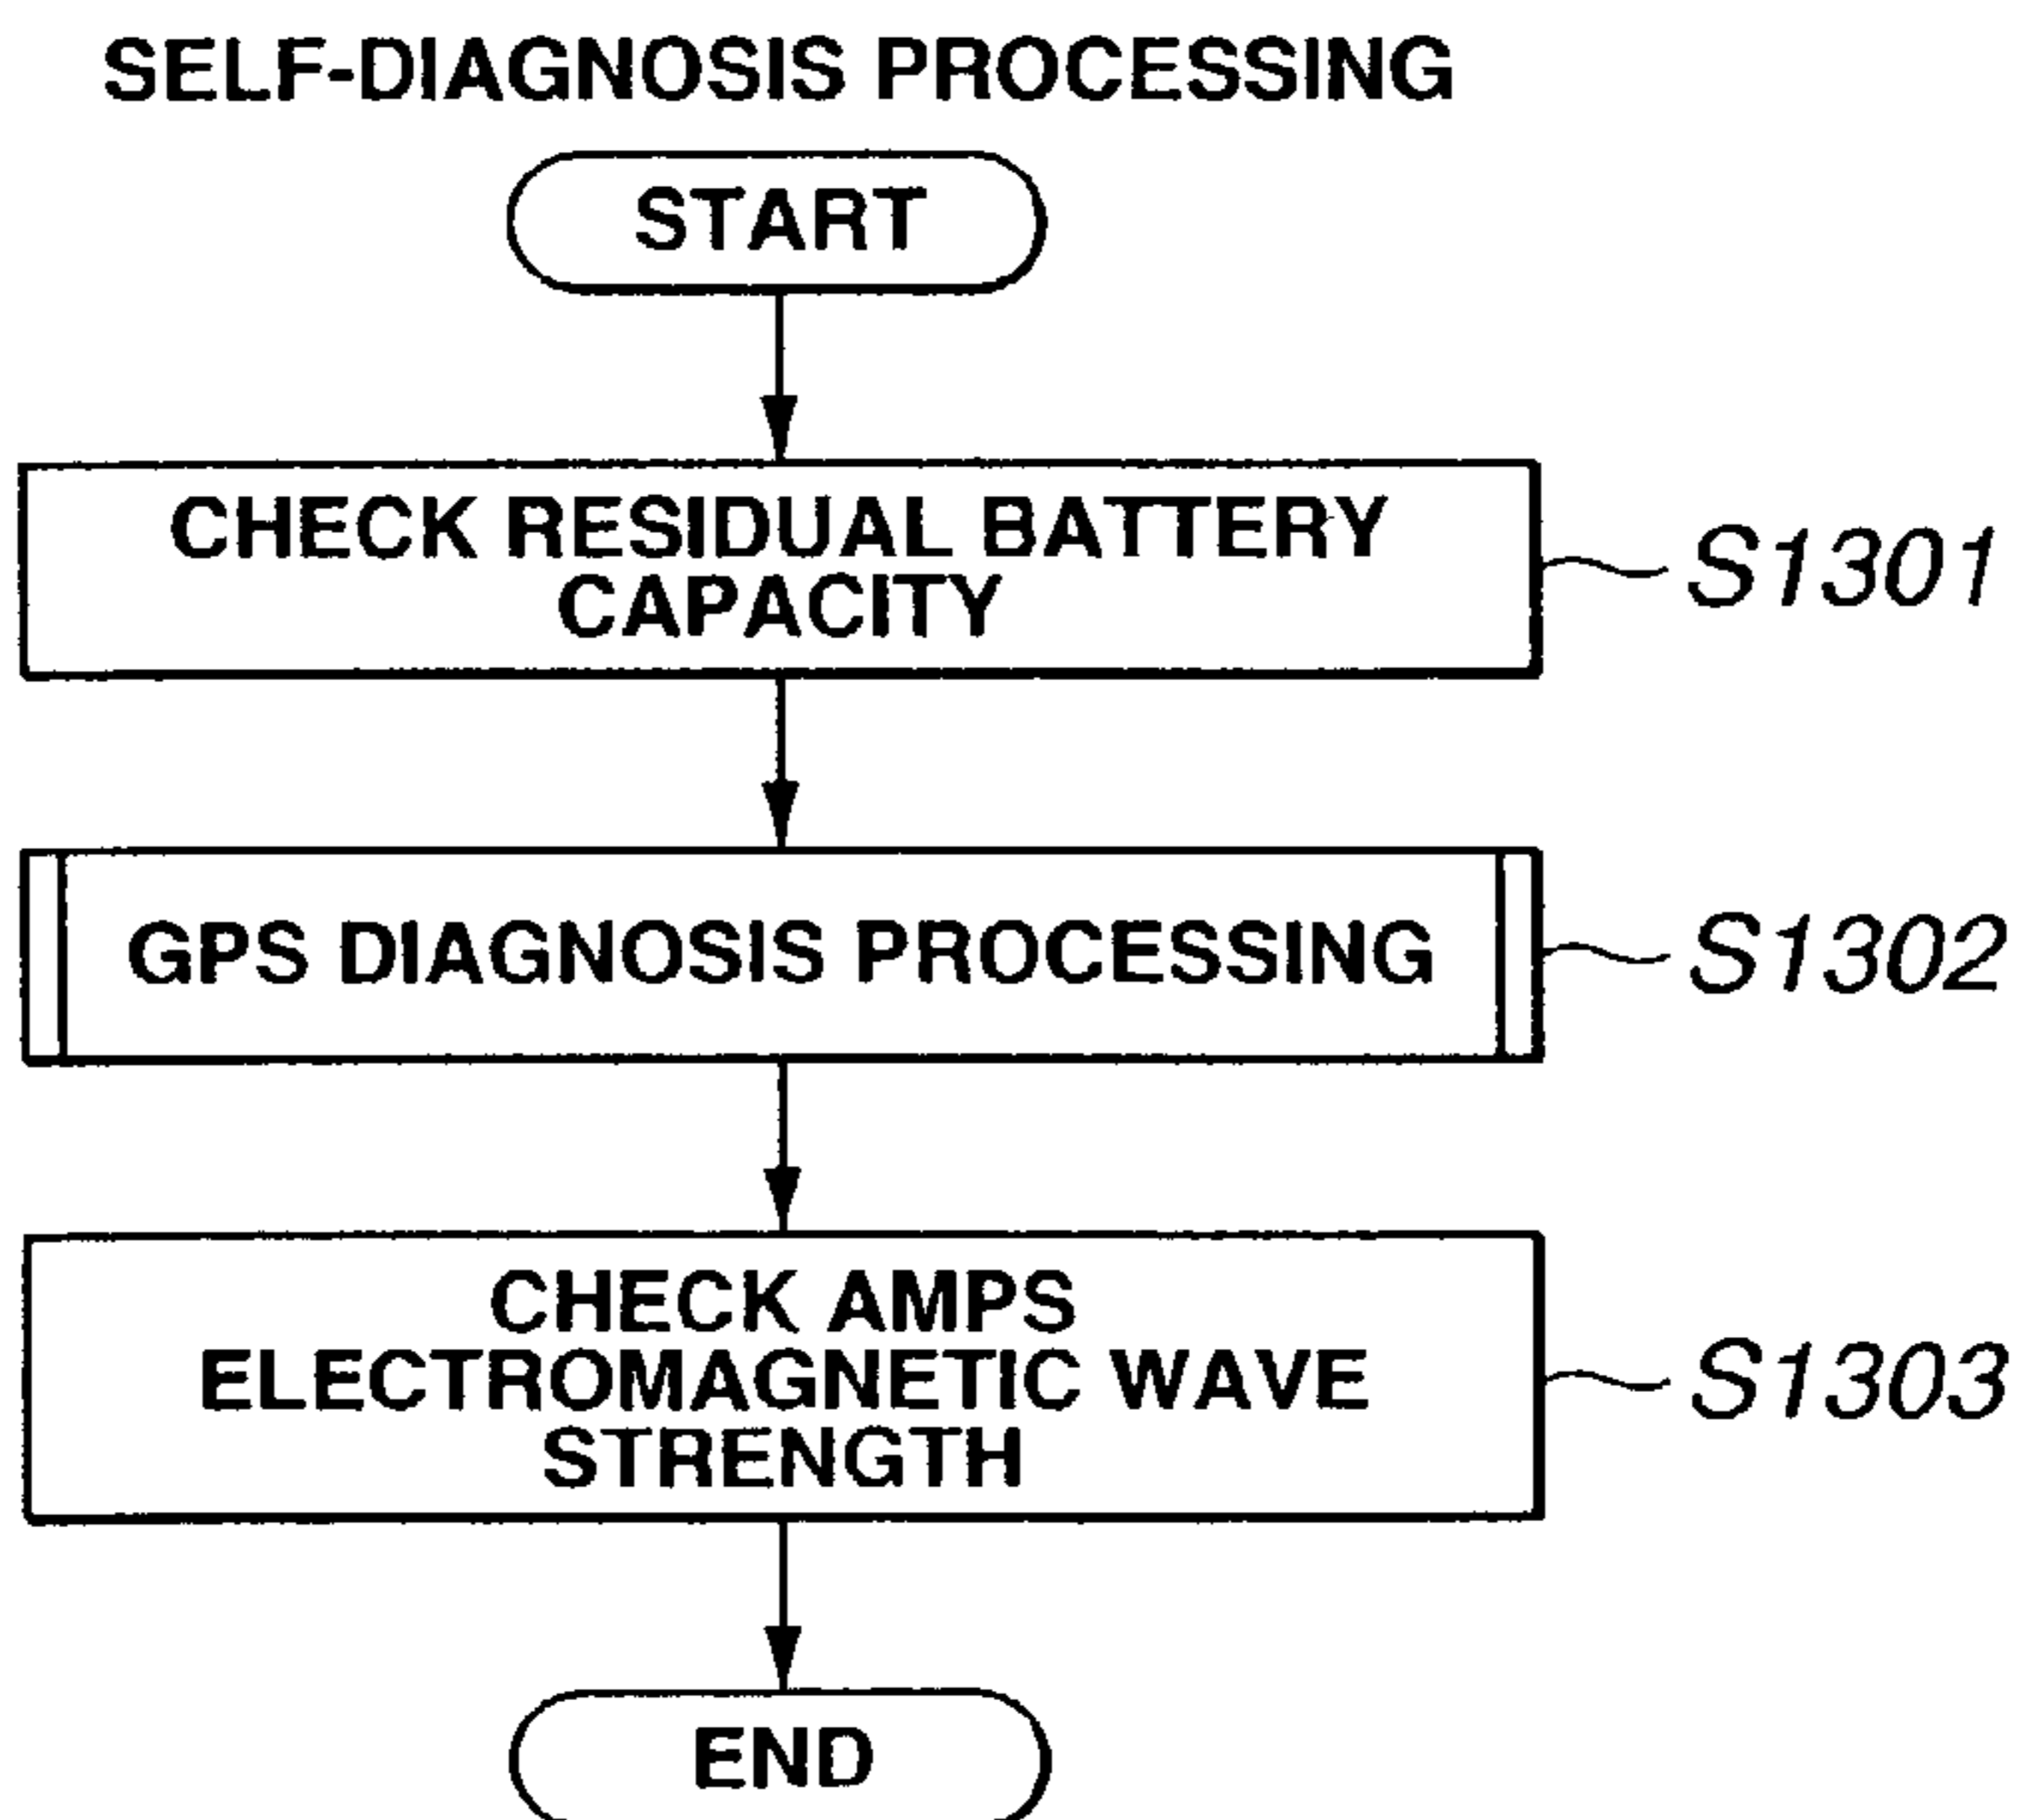 SELF-DIAGNOSIS PROCESSING
START
CHECK RESIDUAL BATTERY
CAPACITY
S1301
GPS DIAGNOSIS PROCESSING
S1302
CHECK AMPS
ELECTROMAGNETIC WAVE
STRENGTH
S1303
END